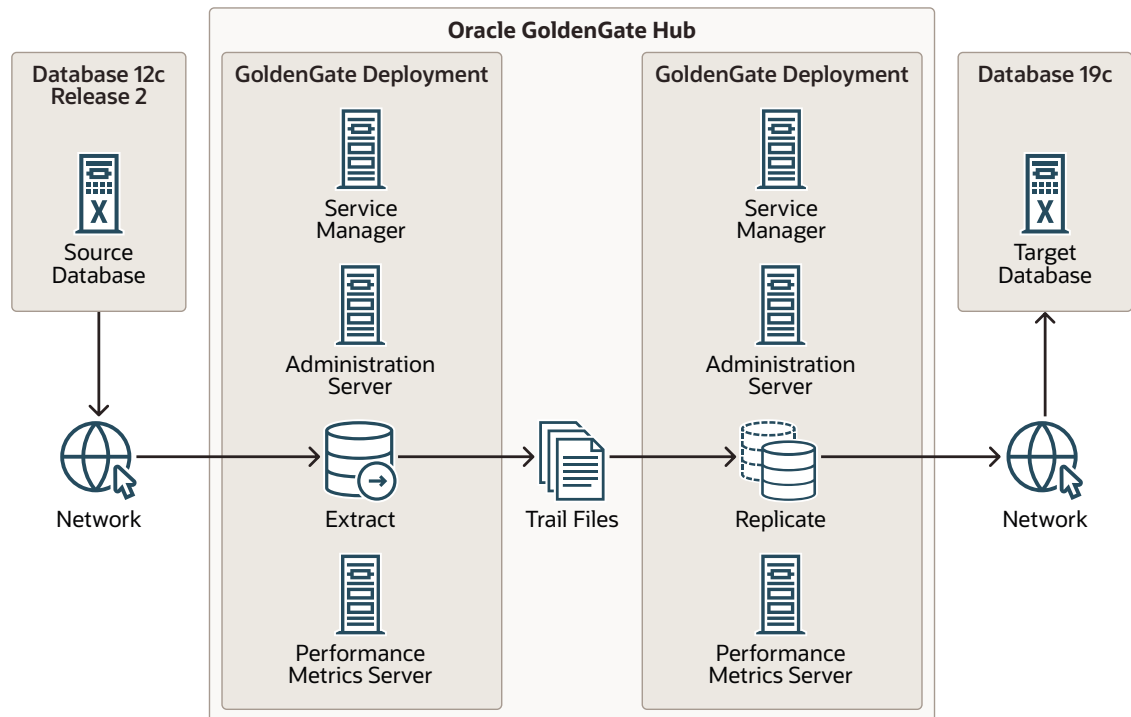 Oracle GoldenGate Hub
Database 12c
Release 2
Source
Database
Network
GoldenGate Deployment
Service
Manager
Administration
Server
Extract
Performance
Metrics Server
Trail Files
GoldenGate Deployment
Service
Manager
Administration
Server
Replicate
Performance
Metrics Server
Database 19c
X
Target
Database
Network